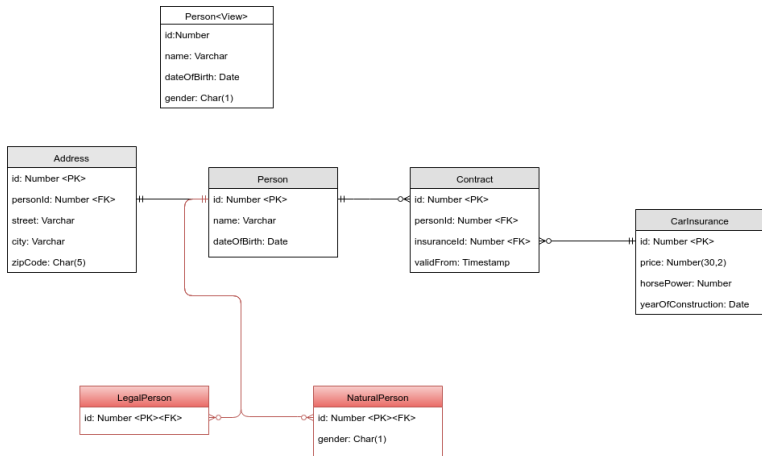 Person<View>
id:Number
name: Varchar
dateOfBirth: Date
gender: Char(1)
Address
id: Number <PK>
personId: Number <FK>
street: Varchar
city: Varchar
zipCode: Char(5)
Person
id: Number <PK>
name: Varchar
dateOfBirth: Date
Contract
id: Number <PK>
personId: Number <FK>
insuranceId: Number <FK>
validFrom: Timestamp
CarInsurance
id: Number <PK>
price: Number(30,2)
horsePower: Number
yearOfConstruction: Date
LegalPerson
id: Number <PK><FK>
NaturalPerson
id: Number <PK><FK>
gender: Char(1)